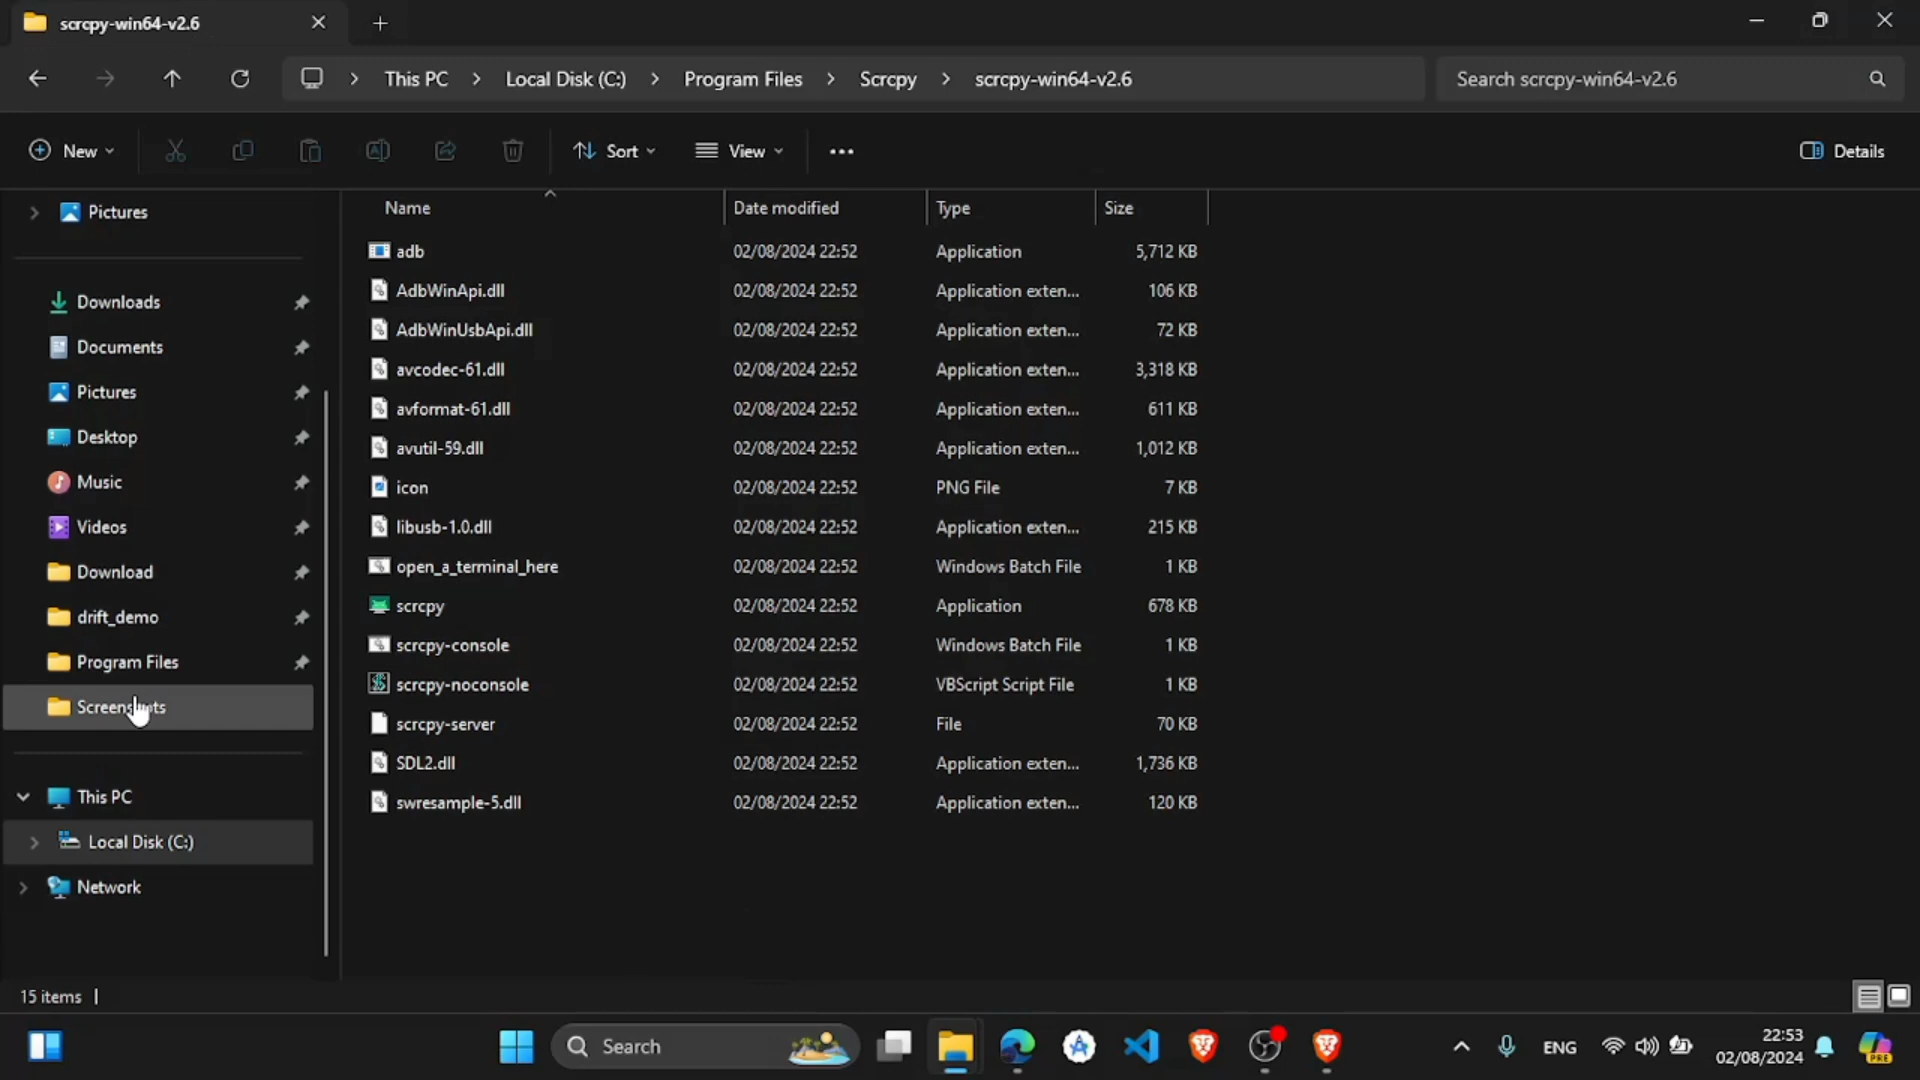 scrcpy-win64-v2.6
This PC > Local Disk (C:) > Program Files > Scrcpy > scrcpy-win64-v2.6
Search scrcpy-win64-v2.6
New
Sort
View
Details
Pictures
Downloads
Documents
Pictures
Desktop
Music
Videos
Download
drift_demo
Program Files
Screenshots
This PC
Local Disk (C:)
Network
Name Date modified Type Size
adb 02/08/2024 22:52 Application 5,712 KB
AdbWinApi.dll 02/08/2024 22:52 Application exten... 106 KB
AdbWinUsbApi.dll 02/08/2024 22:52 Application exten... 72 KB
avcodec-61.dll 02/08/2024 22:52 Application exten... 3,318 KB
avformat-61.dll 02/08/2024 22:52 Application exten... 611 KB
avutil-59.dll 02/08/2024 22:52 Application exten... 1,012 KB
icon 02/08/2024 22:52 PNG File 7 KB
libusb-1.0.dll 02/08/2024 22:52 Application exten... 215 KB
open_a_terminal_here 02/08/2024 22:52 Windows Batch File 1 KB
scrcpy 02/08/2024 22:52 Application 678 KB
scrcpy-console 02/08/2024 22:52 Windows Batch File 1 KB
scrcpy-noconsole 02/08/2024 22:52 VBScript Script File 1 KB
scrcpy-server 02/08/2024 22:52 File 70 KB
SDL2.dll 02/08/2024 22:52 Application exten... 1,736 KB
swresample-5.dll 02/08/2024 22:52 Application exten... 120 KB
15 items
Search
ENG
22:53
02/08/2024
PRE